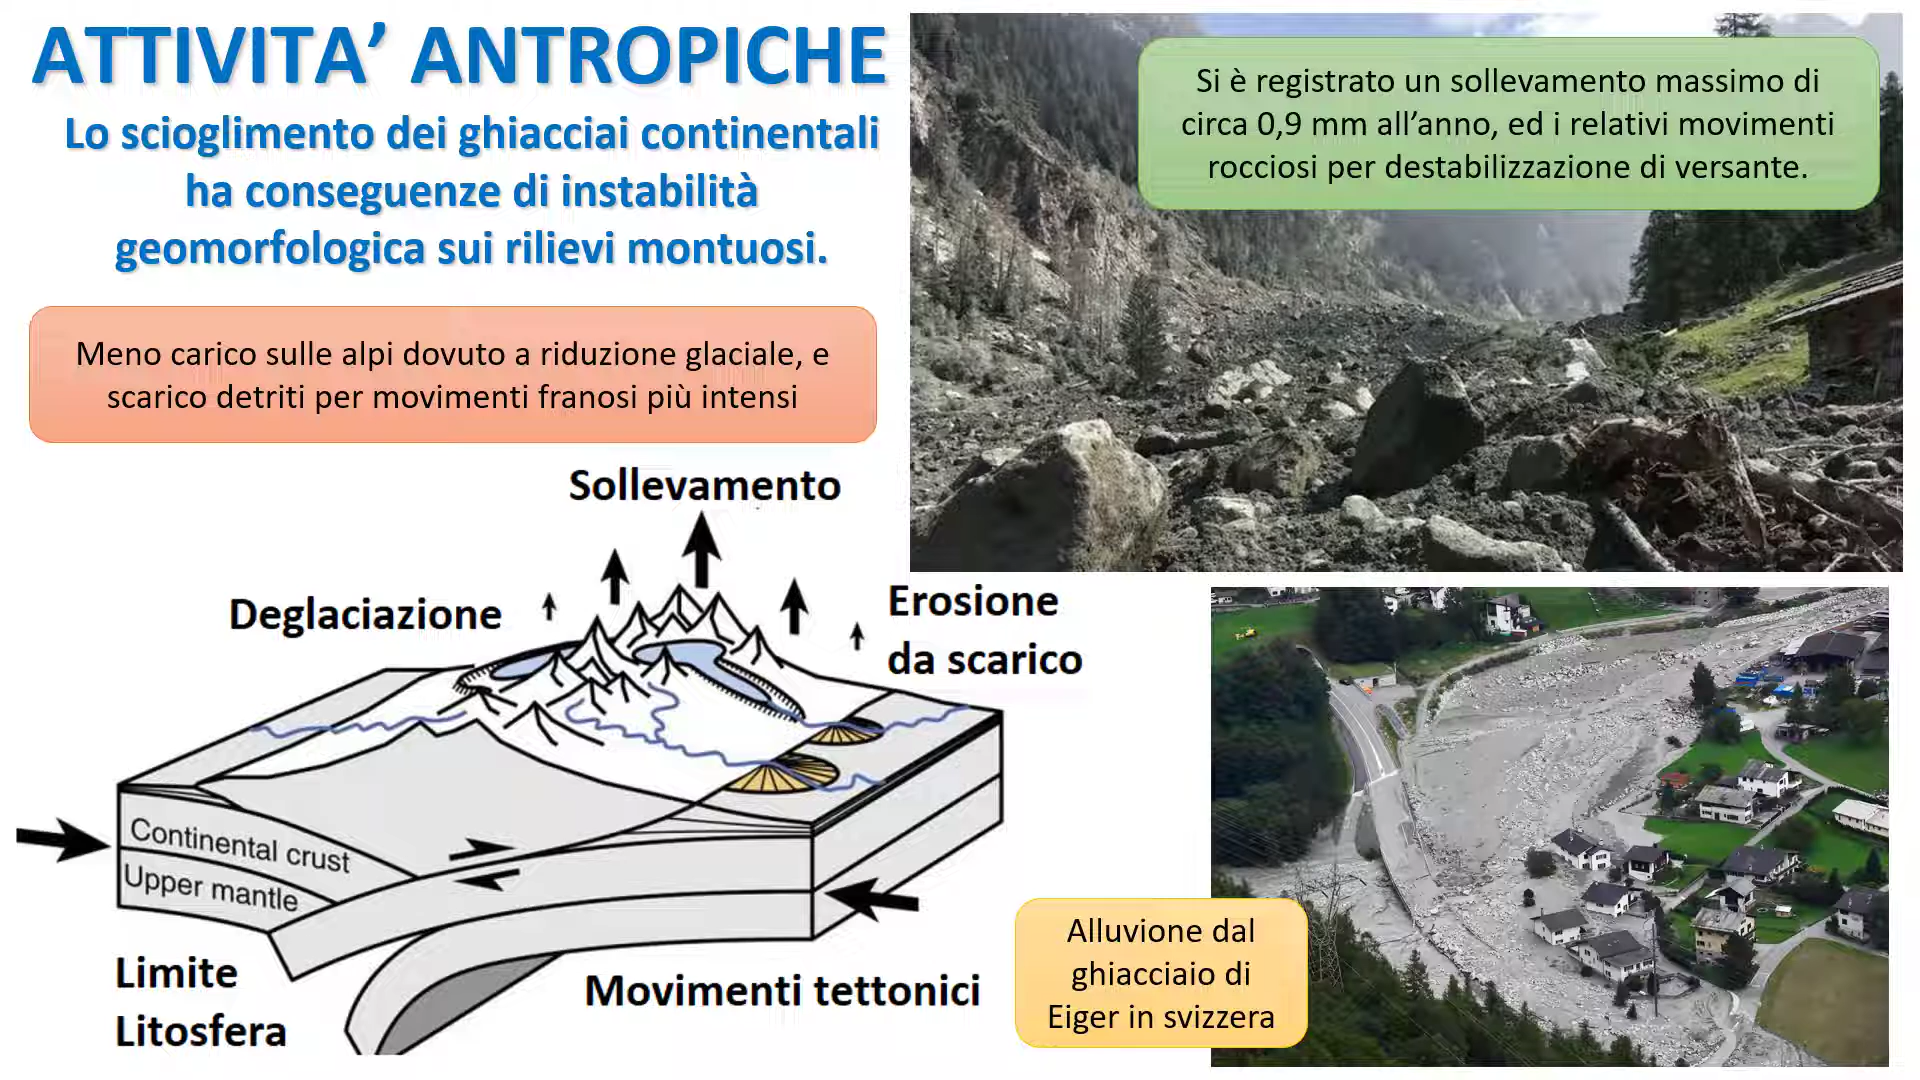 ATTIVITA’ ANTROPICHE
Lo scioglimento dei ghiacciai continentali
ha conseguenze di instabilità
geomorfologica sui rilievi montuosi.
Si è registrato un sollevamento massimo di
circa 0,9 mm all’anno, ed i relativi movimenti
rocciosi per destabilizzazione di versante.
Meno carico sulle alpi dovuto a riduzione glaciale, e
scarico detriti per movimenti franosi più intensi
Sollevamento
Deglaciazione
Erosione
da scarico
Continental crust
Upper mantle
Limite
Litosfera
Movimenti tettonici
Alluvione dal
ghiacciaio di
Eiger in svizzera